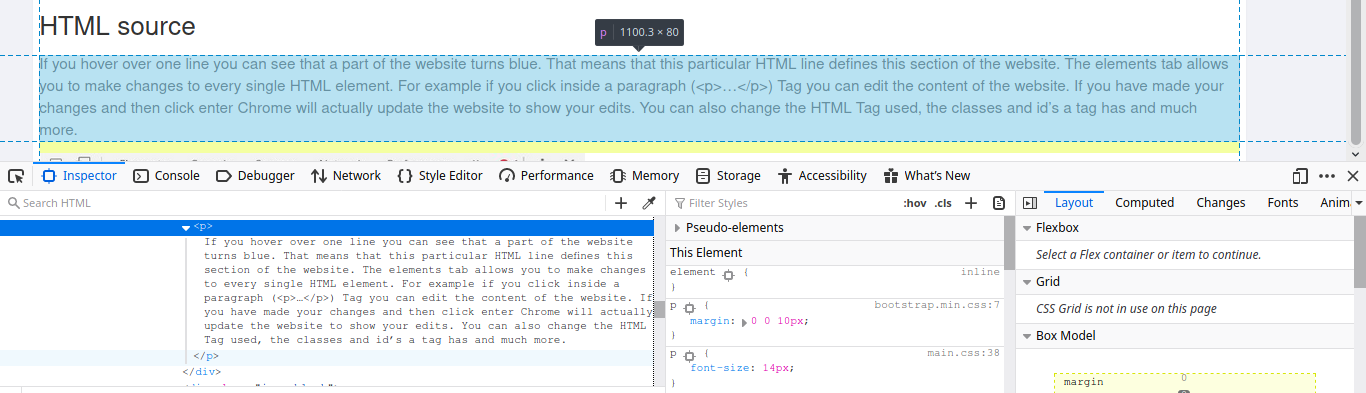 HTML source
p 1100.3 × 80
If you hover over one line you can see that a part of the website turns blue. That means that this particular HTML line defines this section of the website. The elements tab allows
you to make changes to every single HTML element. For example if you click inside a paragraph (<p>…</p>) Tag you can edit the content of the website. If you have made your
changes and then click enter Chrome will actually update the website to show your edits. You can also change the HTML Tag used, the classes and id's a tag has and much
more.
Inspector Console Debugger Network Style Editor Performance Memory Storage Accessibility What's New
Search HTML
Filter Styles :hov .cls
Layout Computed Changes Fonts Anim
<p>
If you hover over one line you can see that a part of the website
turns blue. That means that this particular HTML line defines this
section of the website. The elements tab allows you to make changes
to every single HTML element. For example if you click inside a
paragraph (<p>…</p>) Tag you can edit the content of the website. If
you have made your changes and then click enter Chrome will actually
update the website to show your edits. You can also change the HTML
Tag used, the classes and id's a tag has and much more.
</p>
</div>
Pseudo-elements
This Element
element { inline
}
p { bootstrap.min.css:7
margin: 0 0 10px;
}
p { main.css:38
font-size: 14px;
}
Flexbox
Select a Flex container or item to continue.
Grid
CSS Grid is not in use on this page
Box Model
margin 0